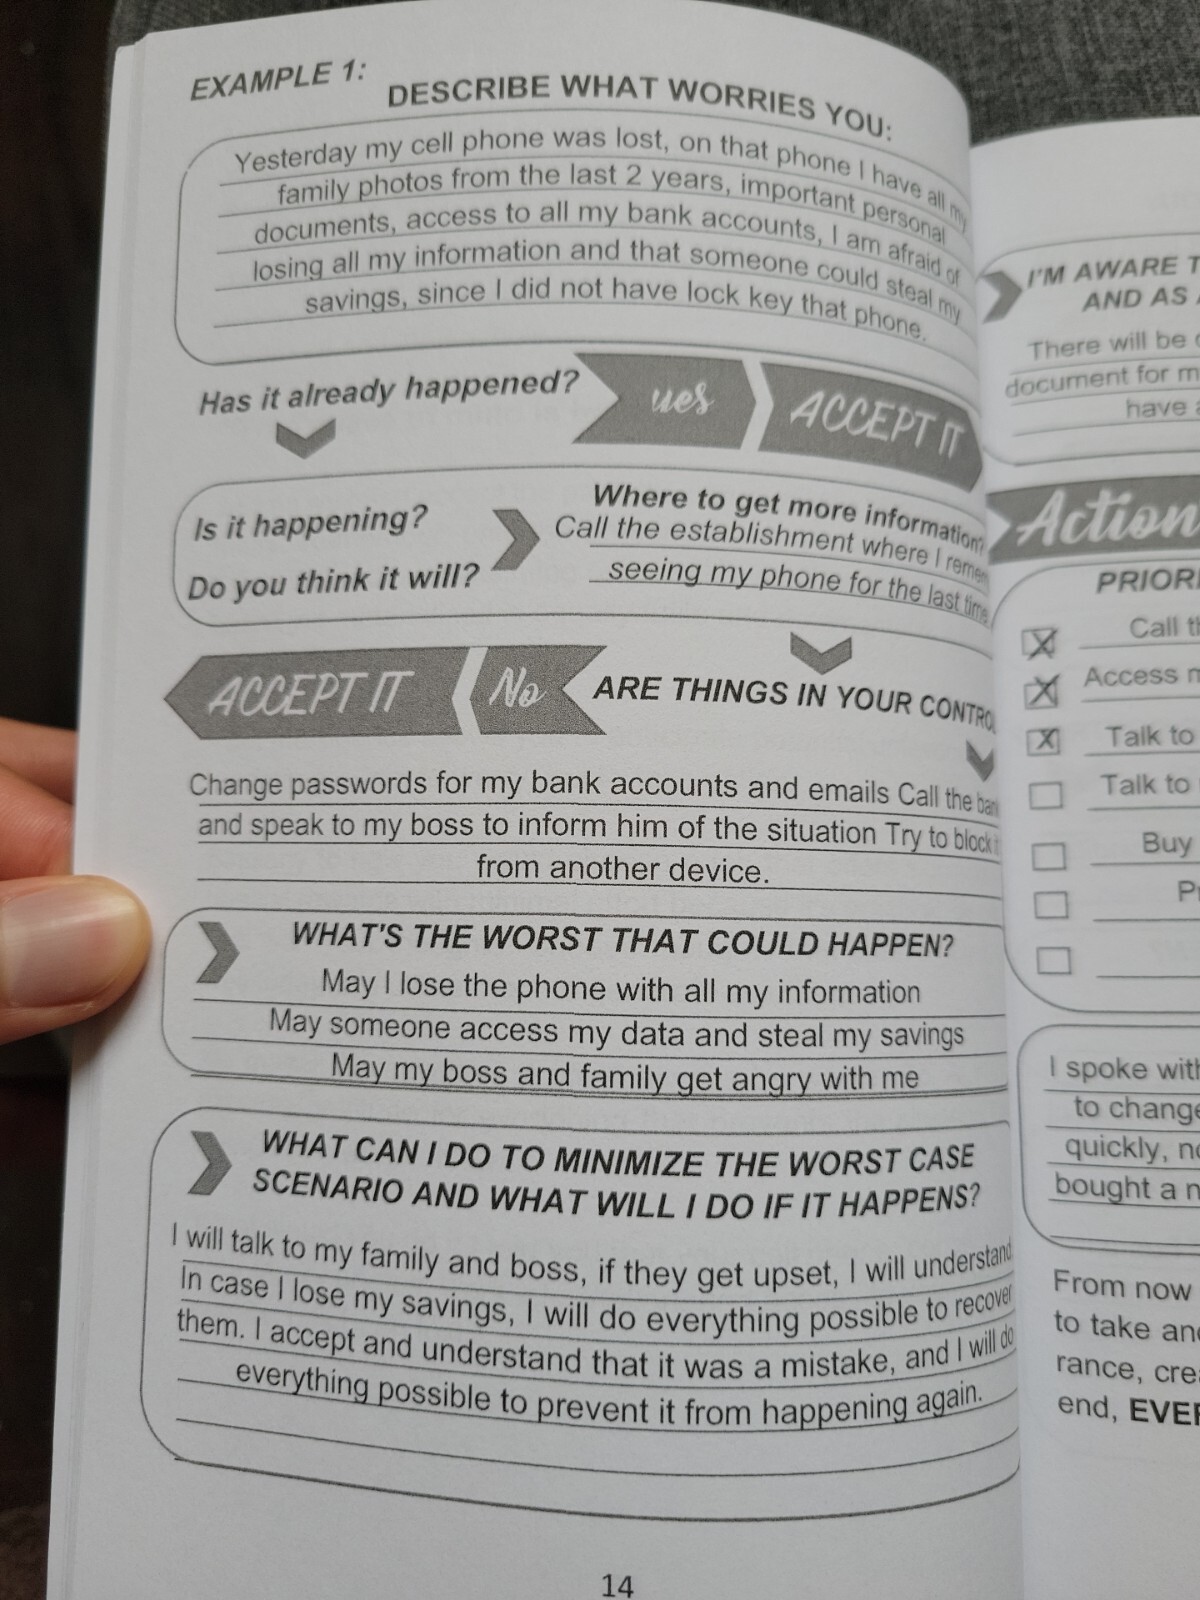 EXAMPLE 1:
DESCRIBE WHAT WORRIES YOU:
Yesterday my cell phone was lost, on that phone I have all my
family photos from the last 2 years, important personal
documents, access to all my bank accounts, I am afraid of
losing all my information and that someone could steal my
savings, since I did not have lock key that phone.
Has it already happened?
ues
ACCEPT IT
Is it happening?
Do you think it will?
Where to get more information?
Call the establishment where I remem
seeing my phone for the last time
ACCEPT IT
No
ARE THINGS IN YOUR CONTROL
Change passwords for my bank accounts and emails Call the bank
and speak to my boss to inform him of the situation Try to block it
from another device.
WHAT'S THE WORST THAT COULD HAPPEN?
May I lose the phone with all my information
May someone access my data and steal my savings
May my boss and family get angry with me
WHAT CAN I DO TO MINIMIZE THE WORST CASE
SCENARIO AND WHAT WILL I DO IF IT HAPPENS?
I will talk to my family and boss, if they get upset, I will understand
In case I lose my savings, I will do everything possible to recover
them. I accept and understand that it was a mistake, and I will do
everything possible to prevent it from happening again.
14
I'M AWARE T
AND AS
There will be
document for m
have a
Action
PRIOR
Call th
Access m
Talk to
Talk to
Buy
Pr
I spoke with
to change
quickly, no
bought a n
From now
to take and
rance, crea
end, EVER